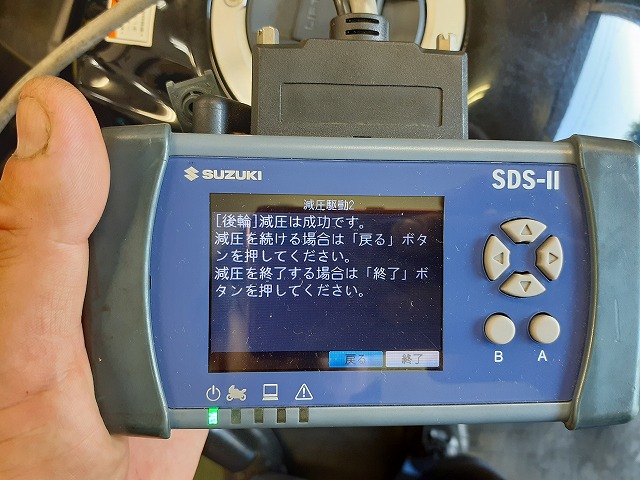 SUZUKI
SDS-II
減圧駆動2
[後輪]減圧は成功です。
減圧を続ける場合は「戻る」ボタ
ンを押してください。
減圧を終了する場合は「終了」ボ
タンを押してください。
戻る 終了
B A